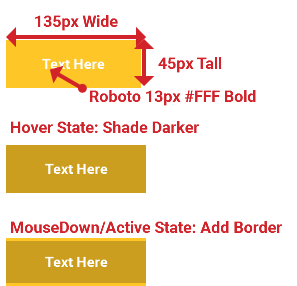 135px Wide
Text Here
45px Tall
Roboto 13px #FFF Bold
Hover State: Shade Darker
Text Here
MouseDown/Active State: Add Border
Text Here